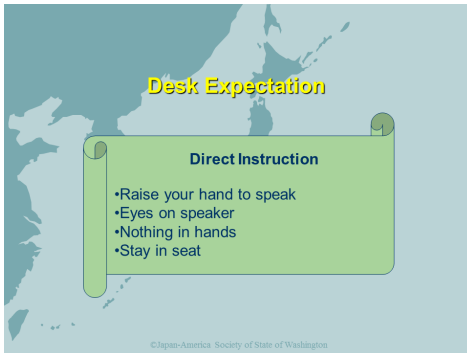 Desk Expectation
Direct Instruction
•Raise your hand to speak
•Eyes on speaker
•Nothing in hands
•Stay in seat
©Japan-America Society of State of Washington